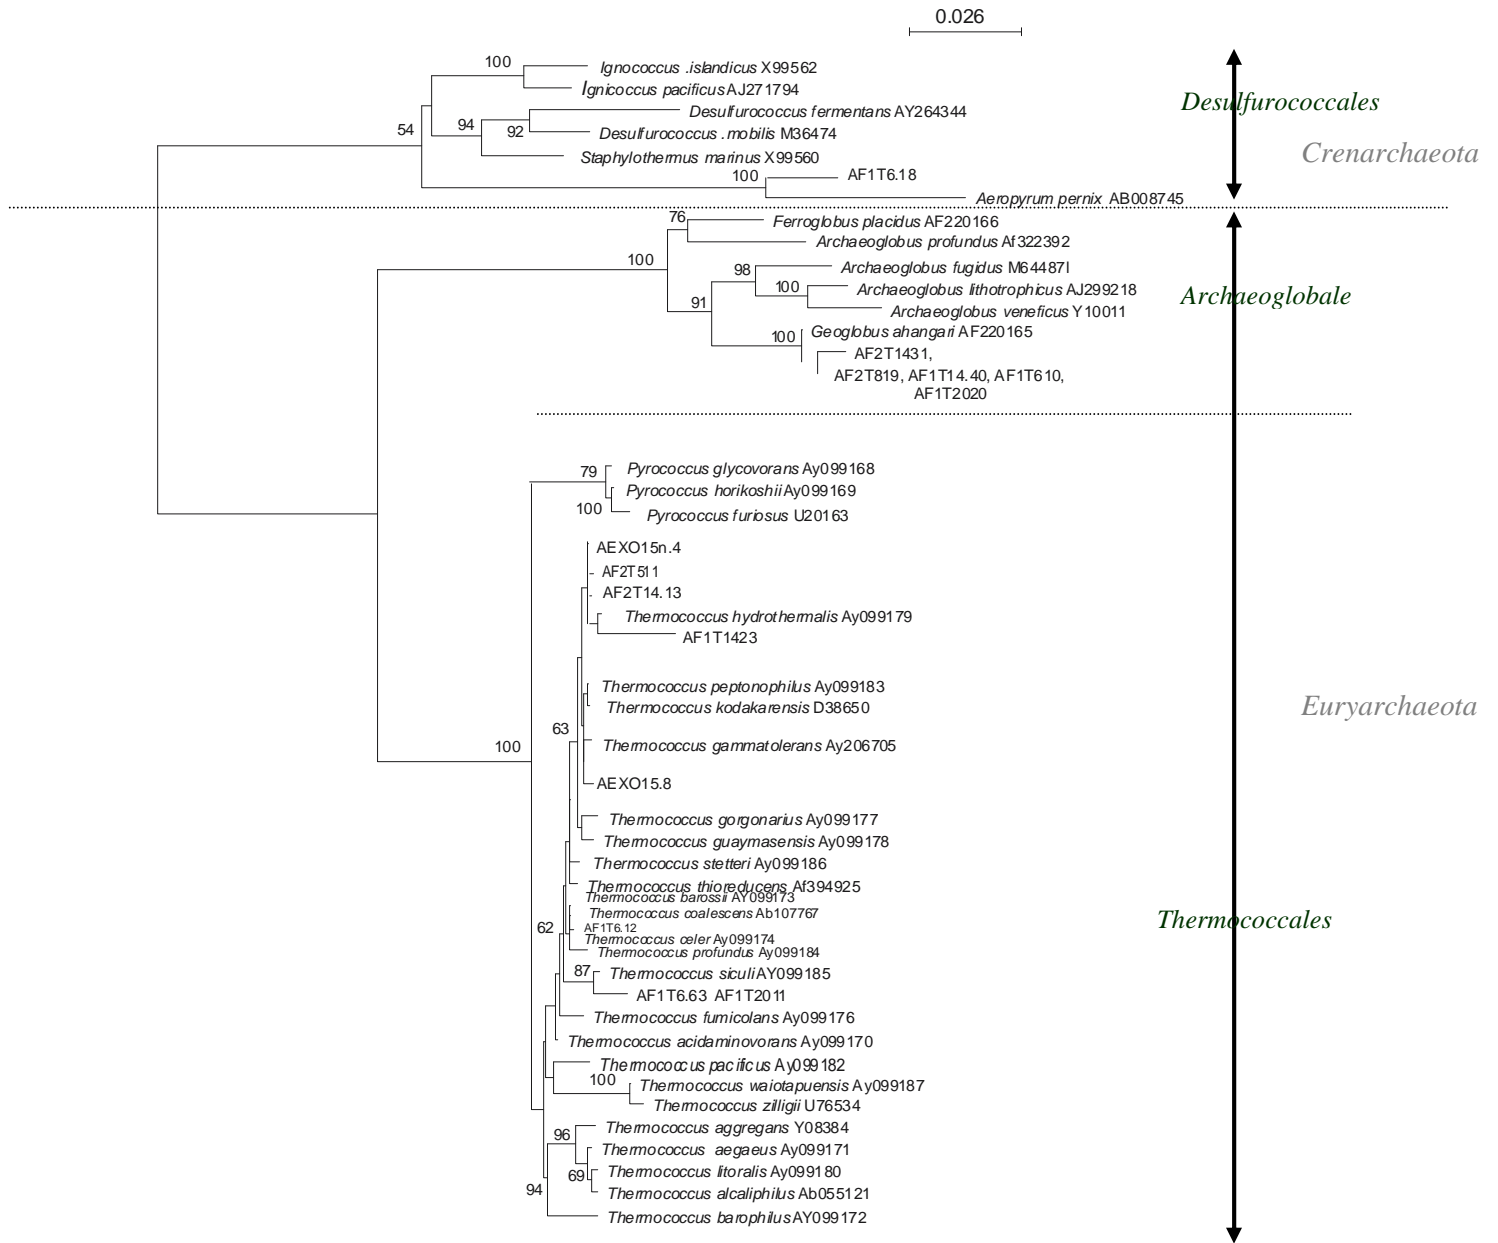 0.026
100
Ignococcus .islandicus X99562
Ignicoccus pacificus AJ271794
Desulfurococcales
Desulfurococcus fermentans AY264344
94
92
54
Desulfurococcus .mobilis M36474
Staphylothermus marinus X99560
Crenarchaeota
100
AF1T6.18
Aeropyrum pernix AB008745
76
Ferroglobus placidus AF220166
Archaeoglobus profundus Af322392
100
98
Archaeoglobus fugidus M64487I
100
Archaeoglobus lithotrophicus AJ299218
Archaeoglobale
91
Archaeoglobus veneficus Y10011
100
Geoglobus ahangari AF220165
AF2T1431,
AF2T819, AF1T14.40, AF1T610,
AF1T2020
79
Pyrococcus glycovorans Ay099168
Pyrococcus horikoshii Ay099169
100
Pyrococcus furiosus U20163
AEXO15n.4
AF2T511
AF2T14.13
Thermococcus hydrothermalis Ay099179
AF1T1423
Thermococcus peptonophilus Ay099183
Thermococcus kodakarensis D38650
Euryarchaeota
63
100
Thermococcus gammatolerans Ay206705
AEXO15.8
Thermococcus gorgonarius Ay099177
Thermococcus guaymasensis Ay099178
Thermococcus stetteri Ay099186
Thermococcus thioreducens Af394925
Thermococcus barossii AY099173
Thermococcus coalescens Ab107767
Thermococcales
62
AF1T6.12
Thermococcus celer Ay099174
Thermococcus profundus Ay099184
87
Thermococcus siculi AY099185
AF1T6.63 AF1T2011
Thermococcus fumicolans Ay099176
Thermococcus acidaminovorans Ay099170
Thermococcus pacificus Ay099182
100
Thermococcus waiotapuensis Ay099187
Thermococcus zilligii U76534
Thermococcus aggregans Y08384
96
Thermococcus aegaeus Ay099171
69
Thermococcus litoralis Ay099180
94
Thermococcus alcaliphilus Ab055121
Thermococcus barophilus AY099172